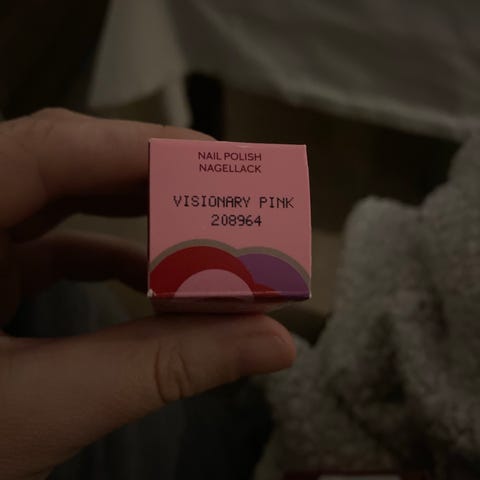 NAIL POLISH
NAGELLACK
VISIONARY PINK
208964